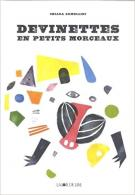 DEVINETTES
EN PETITS MORCEAUX
LA JOIE DE LIRE